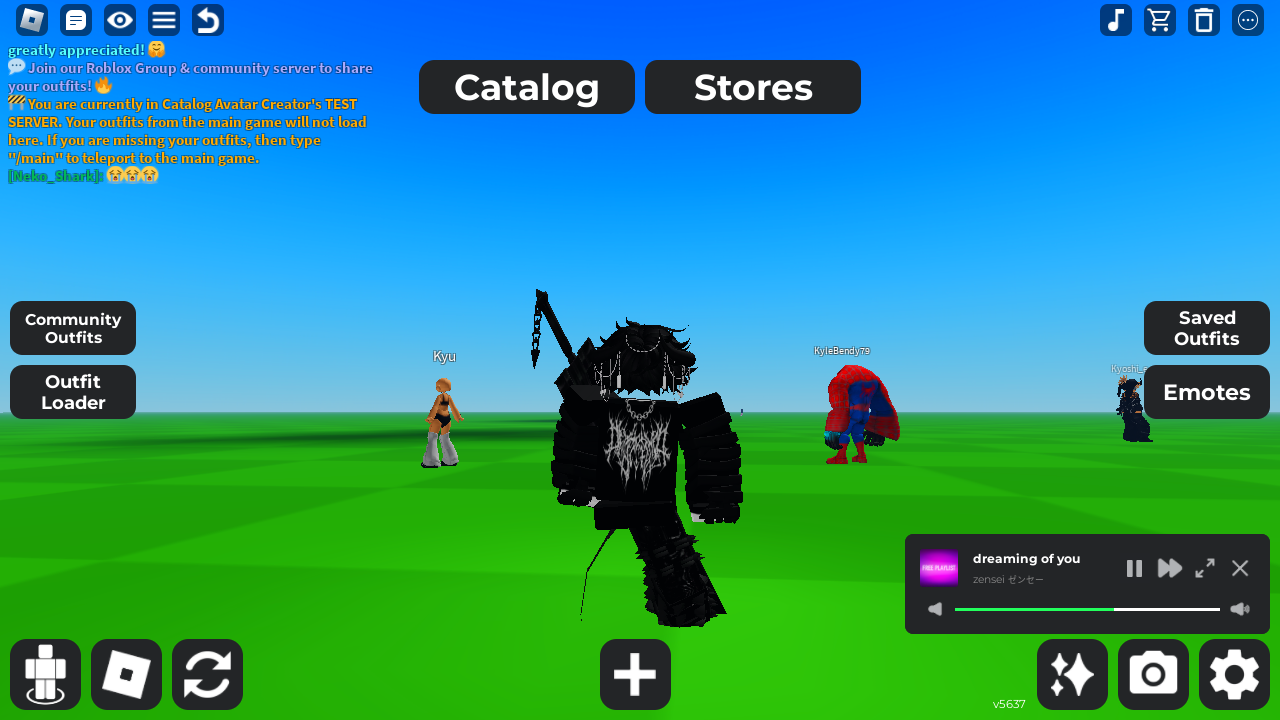 greatly appreciated! 🤗
💬 Join our Roblox Group & community server to share
your outfits! 🔥
🚧 You are currently in Catalog Avatar Creator's TEST
SERVER. Your outfits from the main game will not load
here. If you are missing your outfits, then type
"/main" to teleport to the main game.
[Neko_Shark]: 😭😭😭
Catalog
Stores
Community
Outfits
Outfit
Loader
Saved
Outfits
Emotes
Kyu
KyleBendy79
FREE PLAYLIST
dreaming of you
zensei ゼンセー
v5637